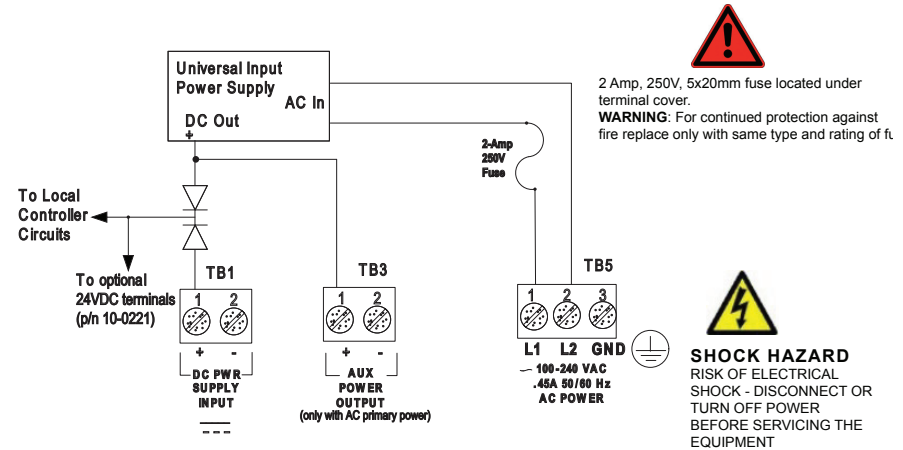 Universal Input
Power Supply
AC In
DC Out
+
2-Amp
250V
Fuse
To Local
Controller
Circuits
To optional
24VDC terminals
(p/n 10-0221)
TB1
1 2
+ -
DC PWR
SUPPLY
INPUT
TB3
1 2
+ -
AUX
POWER
OUTPUT
(only with AC primary power)
TB5
1 2 3
L1 L2 GND
100-240 VAC
.45A 50/60 Hz
AC POWER
2 Amp, 250V, 5x20mm fuse located under
terminal cover.
WARNING: For continued protection against
fire replace only with same type and rating of fu
SHOCK HAZARD
RISK OF ELECTRICAL
SHOCK - DISCONNECT OR
TURN OFF POWER
BEFORE SERVICING THE
EQUIPMENT